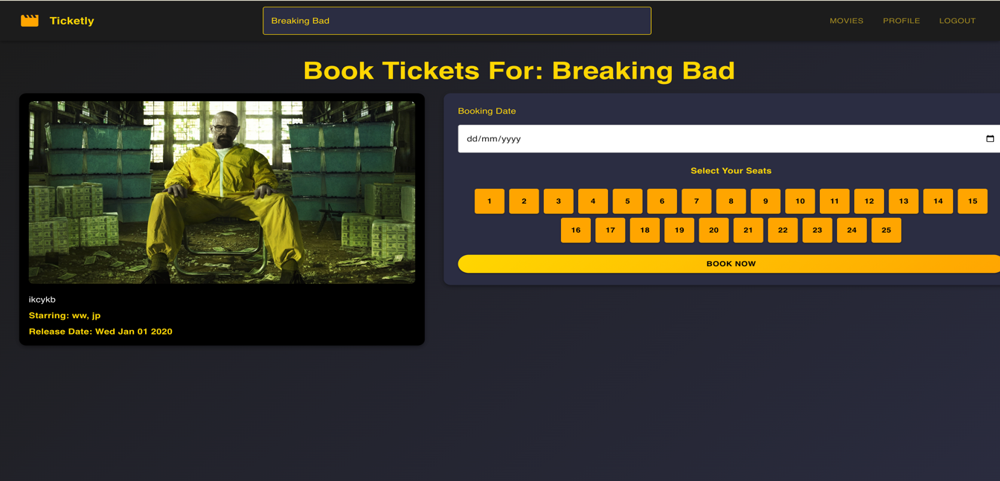 Ticketly
Breaking Bad
MOVIES PROFILE LOGOUT
Book Tickets For: Breaking Bad
ikcykb
Starring: ww, jp
Release Date: Wed Jan 01 2020
Booking Date
dd/mm/yyyy
Select Your Seats
1 2 3 4 5 6 7 8 9 10 11 12 13 14 15
16 17 18 19 20 21 22 23 24 25
BOOK NOW